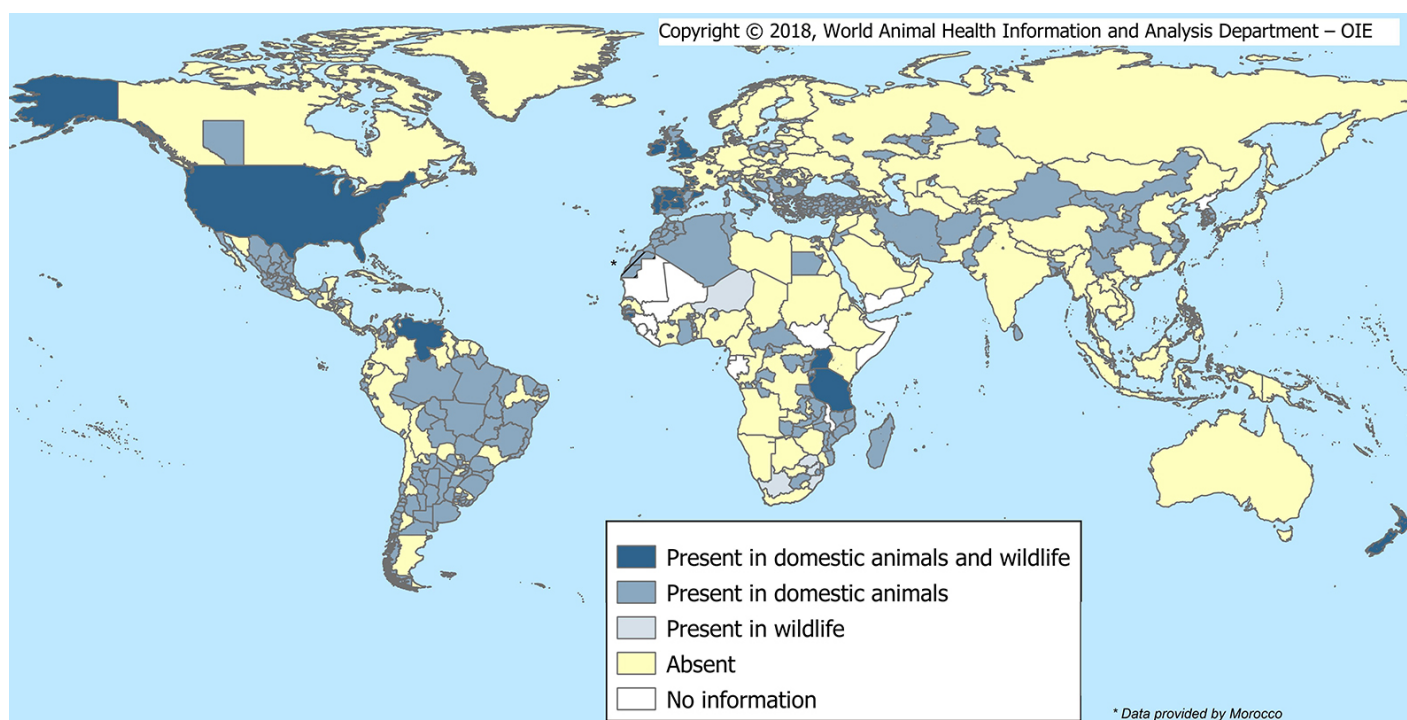 Copyright © 2018, World Animal Health Information and Analysis Department – OIE
*
Present in domestic animals and wildlife
Present in domestic animals
Present in wildlife
Absent
No information
* Data provided by Morocco